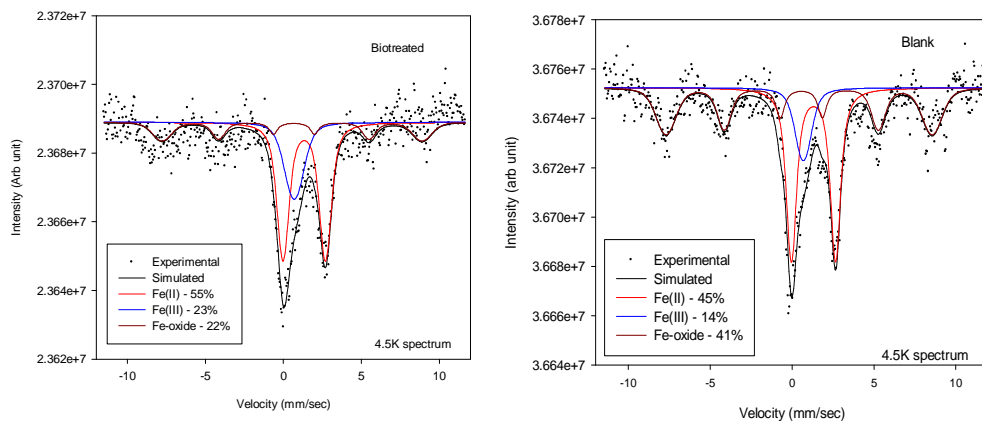 2.372e+7
2.370e+7
2.368e+7
2.366e+7
2.364e+7
2.362e+7
Intensity (Arb unit)
Biotreated
Experimental
Simulated
Fe(II) - 55%
Fe(III) - 23%
Fe-oxide - 22%
4.5K spectrum
-10 -5 0 5 10
Velocity (mm/sec)
3.678e+7
3.676e+7
3.674e+7
3.672e+7
3.670e+7
3.668e+7
3.666e+7
3.664e+7
Intensity (arb unit)
Blank
Experimental
Simulated
Fe(II) - 45%
Fe(III) - 14%
Fe-oxide - 41%
4.5K spectrum
-10 -5 0 5 10
Velocity (mm/sec)